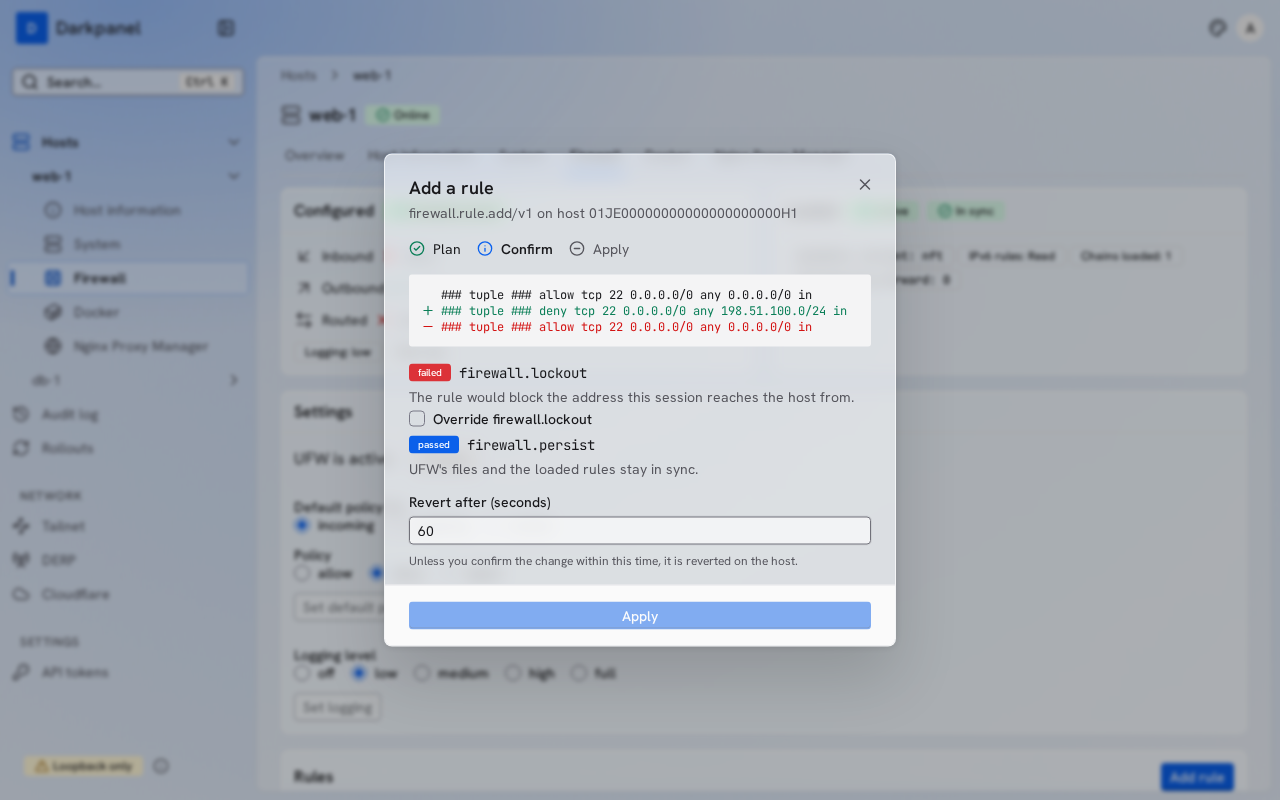 D Darkpanel
A
Search... Ctrl K
Hosts web-1
Hosts
web-1 Online
web-1
Overview
Host information
System
Firewall
Docker
Nginx Proxy Manager
db-1
Audit log
Rollouts
NETWORK
Tailnet
DERP
Cloudflare
SETTINGS
API tokens
Loopback only
Configured
In sync
Inbound
Outbound
Routed
IPv6 rules: Read
Chains loaded: 1
Logging low
Settings
UFW is
Default policy
incoming
Policy
allow
Set default
Logging level
off low medium high full
Set logging
Rules
Add rule
Add a rule
firewall.rule.add/v1 on host 01JE00000000000000000000H1
Plan Confirm Apply
### tuple ### allow tcp 22 0.0.0.0/0 any 0.0.0.0/0 in
+ ### tuple ### deny tcp 22 0.0.0.0/0 any 198.51.100.0/24 in
− ### tuple ### allow tcp 22 0.0.0.0/0 any 0.0.0.0/0 in
failed firewall.lockout
The rule would block the address this session reaches the host from.
Override firewall.lockout
passed firewall.persist
UFW's files and the loaded rules stay in sync.
Revert after (seconds)
60
Unless you confirm the change within this time, it is reverted on the host.
Apply